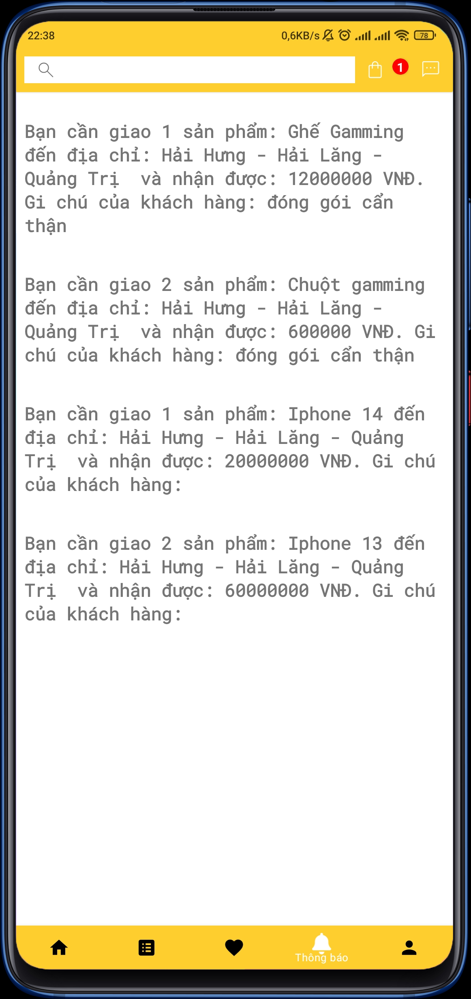 22:38 0,6KB/s 78
1
Bạn cần giao 1 sản phẩm: Ghế Gamming
đến địa chỉ: Hải Hưng - Hải Lăng -
Quảng Trị  và nhận được: 12000000 VNĐ.
Gi chú của khách hàng: đóng gói cẩn
thận
Bạn cần giao 2 sản phẩm: Chuột gamming
đến địa chỉ: Hải Hưng - Hải Lăng -
Quảng Trị  và nhận được: 600000 VNĐ. Gi
chú của khách hàng: đóng gói cẩn thận
Bạn cần giao 1 sản phẩm: Iphone 14 đến
địa chỉ: Hải Hưng - Hải Lăng - Quảng
Trị  và nhận được: 20000000 VNĐ. Gi chú
của khách hàng:
Bạn cần giao 2 sản phẩm: Iphone 13 đến
địa chỉ: Hải Hưng - Hải Lăng - Quảng
Trị  và nhận được: 60000000 VNĐ. Gi chú
của khách hàng:
Thông báo